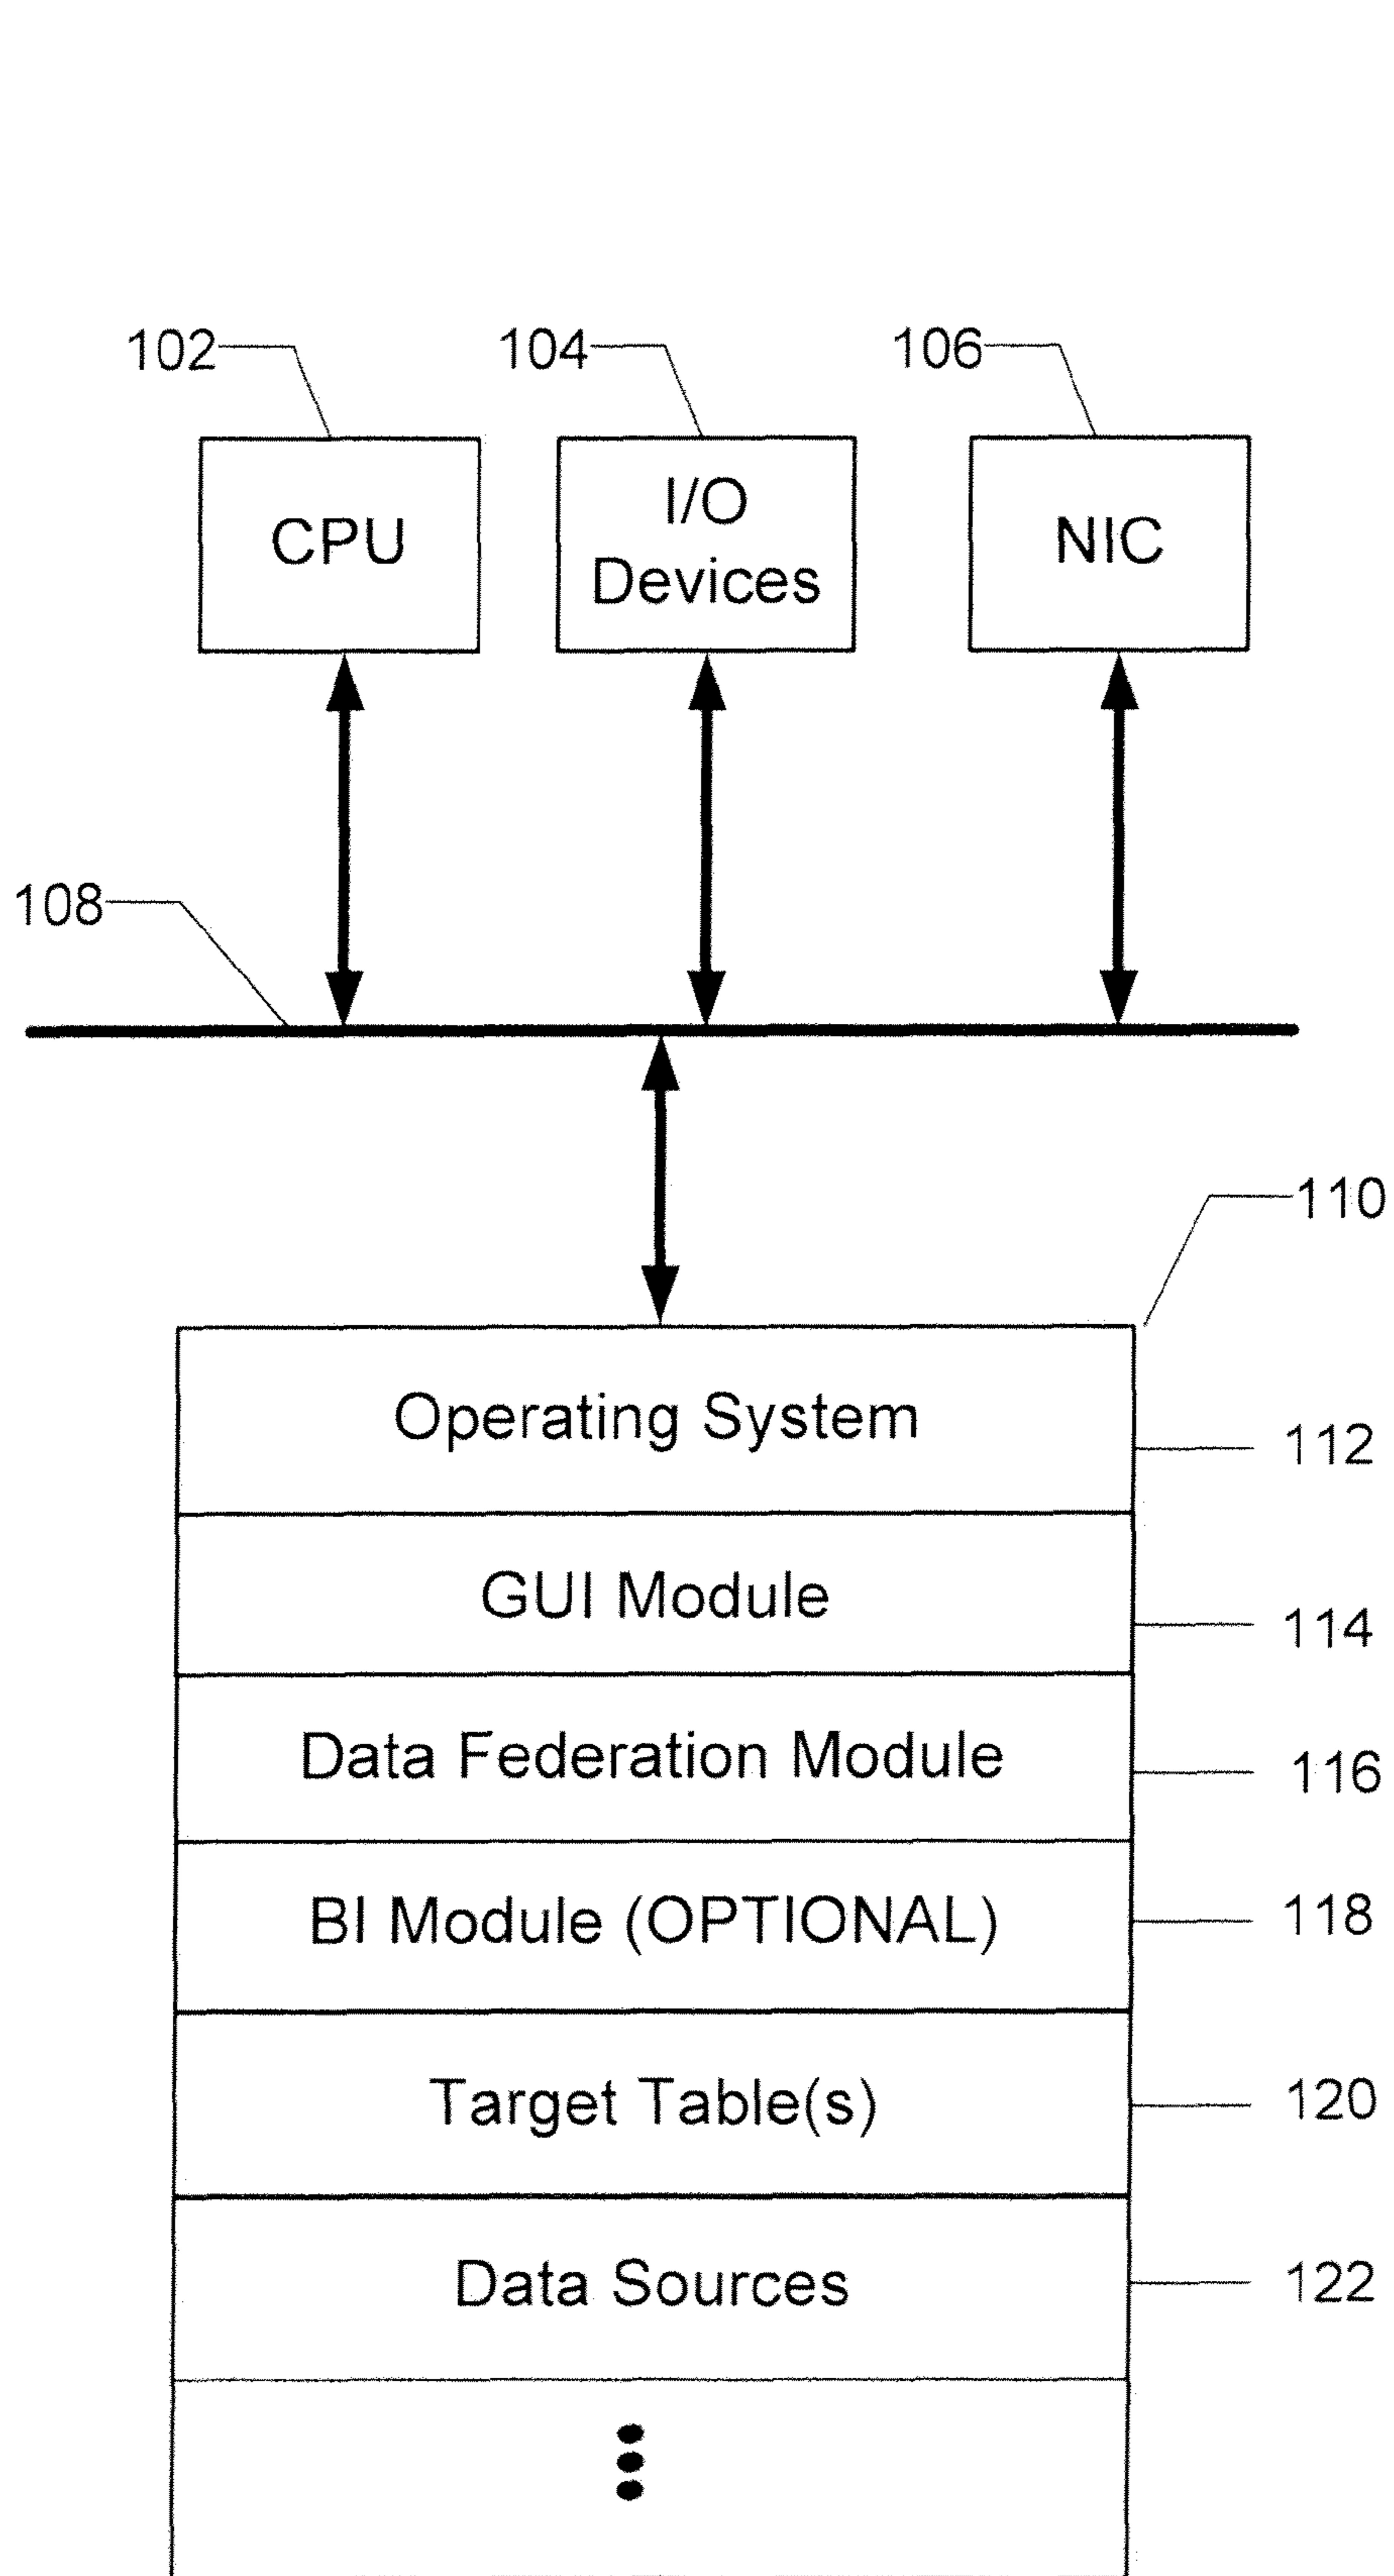 102
104
106
CPU
I/O
Devices
NIC
108
110
Operating System
112
GUI Module
114
Data Federation Module
116
BI Module (OPTIONAL)
118
Target Table(s)
120
Data Sources
122